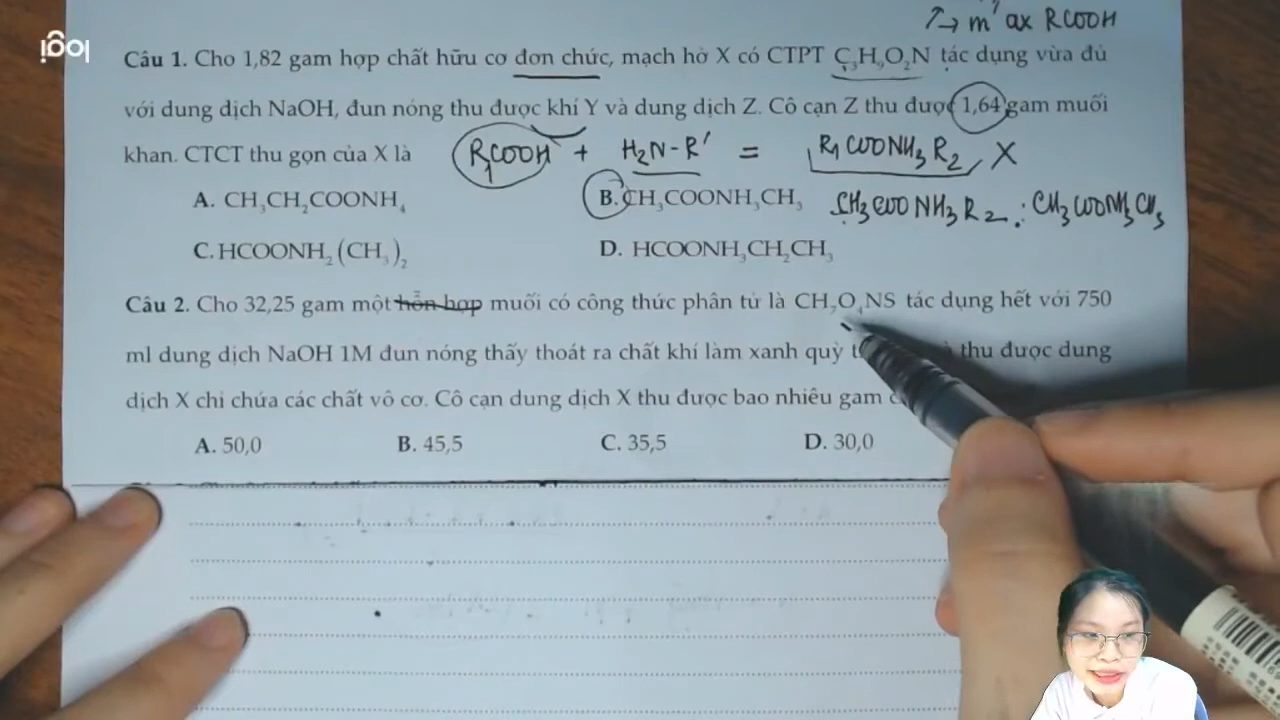 logi
↗→ m' ax RCOOH
Câu 1. Cho 1,82 gam hợp chất hữu cơ đơn chức, mạch hở X có CTPT C₃H₉O₂N tác dụng vừa đủ
với dung dịch NaOH, đun nóng thu được khí Y và dung dịch Z. Cô cạn Z thu được 1,64 gam muối
khan. CTCT thu gọn của X là
R₁COOH + H₂N-R' = R₁COONH₃R₂ X
A. CH₃CH₂COONH₄ B. CH₃COONH₃CH₃
CH₃COONH₃R₂ : CH₃COONH₃CH₃
C. HCOONH₂(CH₃)₂ D. HCOONH₃CH₂CH₃
Câu 2. Cho 32,25 gam một hỗn hợp muối có công thức phân tử là CH₇O₄NS tác dụng hết với 750
ml dung dịch NaOH 1M đun nóng thấy thoát ra chất khí làm xanh quỳ thu được dung
dịch X chỉ chứa các chất vô cơ. Cô cạn dung dịch X thu được bao nhiêu gam
A. 50,0 B. 45,5 C. 35,5 D. 30,0